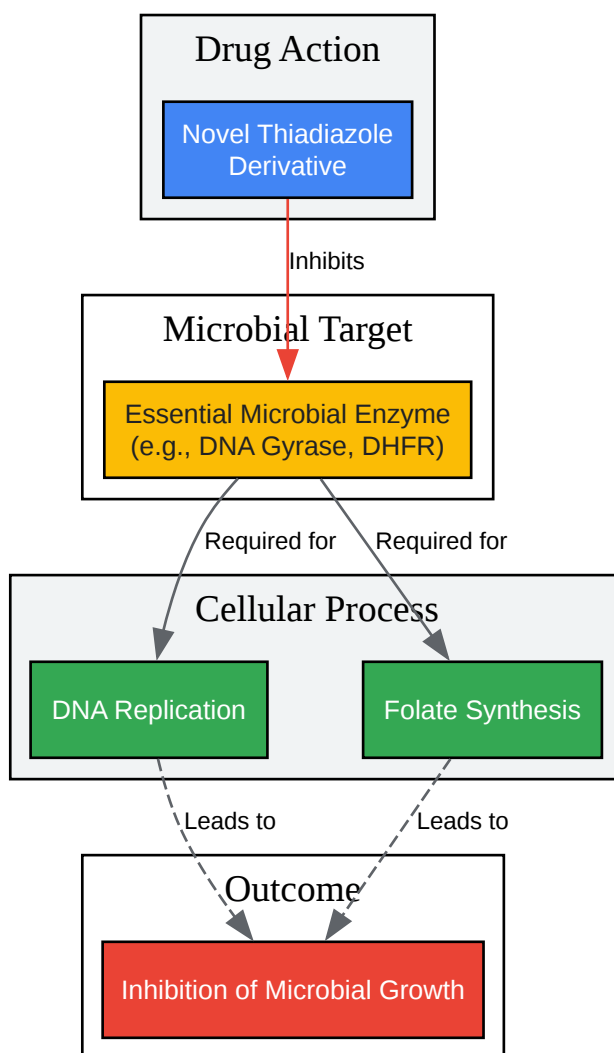 Drug Action
Novel Thiadiazole
Derivative
Inhibits
Microbial Target
Essential Microbial Enzyme
(e.g., DNA Gyrase, DHFR)
Required for
Required for
Cellular Process
DNA Replication
Folate Synthesis
Leads to
Leads to
Outcome
Inhibition of Microbial Growth